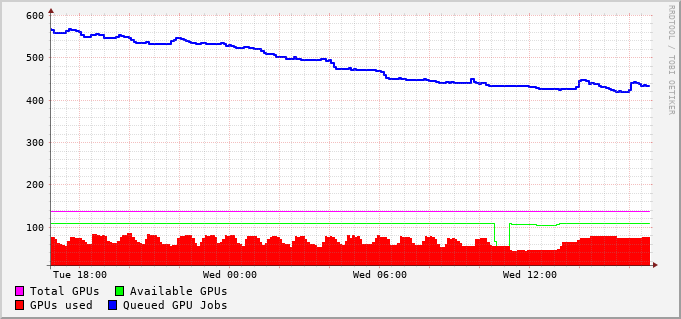 600
500
400
300
200
100
Tue 18:00 Wed 00:00 Wed 06:00 Wed 12:00
Total GPUs Available GPUs
GPUs used Queued GPU Jobs
RRDTOOL / TOBI OETIKER